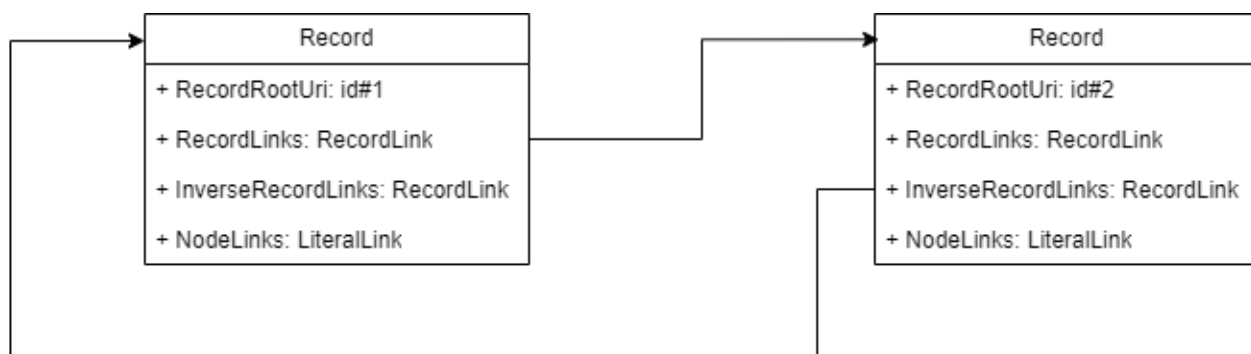 Record
+ RecordRootUri: id#1
+ RecordLinks: RecordLink
+ InverseRecordLinks: RecordLink
+ NodeLinks: LiteralLink
Record
+ RecordRootUri: id#2
+ RecordLinks: RecordLink
+ InverseRecordLinks: RecordLink
+ NodeLinks: LiteralLink